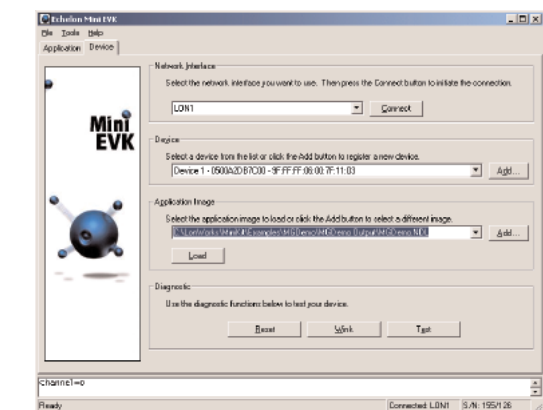 Echelon Mini EVK
File Tools Help
Application Device
Mini
EVK
Network Interface
Select the network interface you want to use. Then press the Connect button to initiate the connection.
LON1
Connect
Device
Select a device from the list or click the Add button to register a new device.
Device 1 - 0500A2DB7C00 - 9F:FF:FF:06:00:7F:11:03
Add...
Application Image
Select the application image to load or click the Add button to select a different image.
Add...
Load
Diagnostic
Use the diagnostic functions below to test your device.
Reset Wink Test
Ready
Connected: LON1 S/N: 195/126